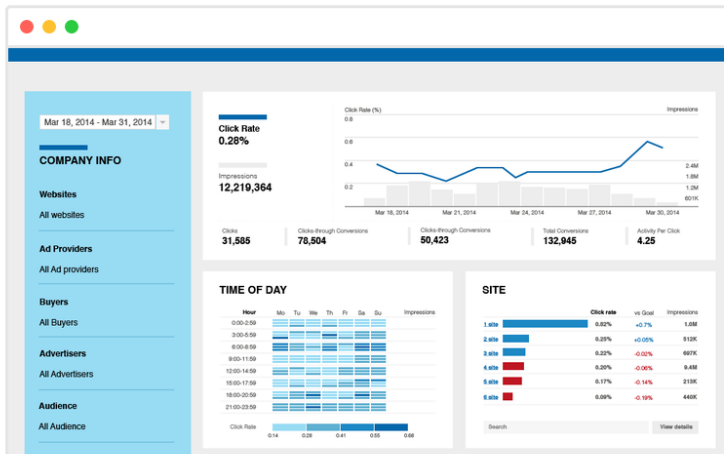 Mar 18, 2014 - Mar 31, 2014
COMPANY INFO
Websites
All websites
Ad Providers
All Ad providers
Buyers
All Buyers
Advertisers
All Advertisers
Audience
All Audience
Click Rate
0.28%
Impressions
12,219,364
Click Rate (%) Impressions
0.8
0.6
0.4 2.4M
1.8M
0.2 1.2M
601K
Mar 18, 2014 Mar 21, 2014 Mar 24, 2014 Mar 27, 2014 Mar 30, 2014
Clicks Clicks-through Conversions Clicks-through Conversions Total Conversions Activity Per Click
31,585 78,504 50,423 132,945 4.25
TIME OF DAY
Hour Mo Tu We Th Fr Sa Su Impressions
0:00-2:59
3:00-5:59
6:00-8:59
9:00-11:59
12:00-14:59
15:00-17:59
18:00-20:59
21:00-23:59
Click Rate
0.14 0.28 0.41 0.55 0.68
SITE
Click rate vs Goal Impressions
1.site 0.82% +0.7% 1.8M
2.site 0.25% +0.05% 512K
3.site 0.22% -0.02% 697K
4.site 0.20% -0.06% 9.4M
5.site 0.17% -0.14% 213K
6.site 0.09% -0.19% 440K
Search View details